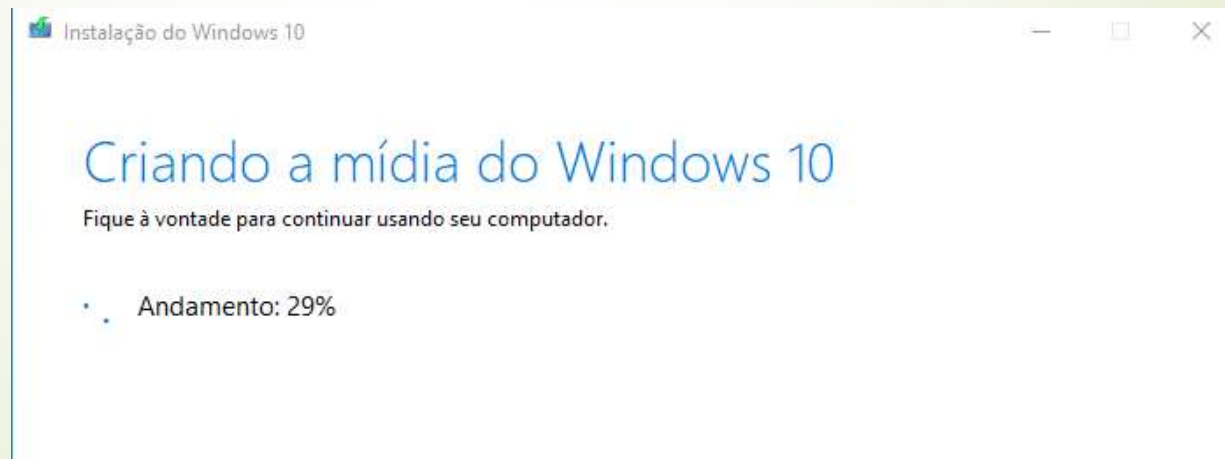 Instalação do Windows 10
Criando a mídia do Windows 10
Fique à vontade para continuar usando seu computador.
Andamento: 29%